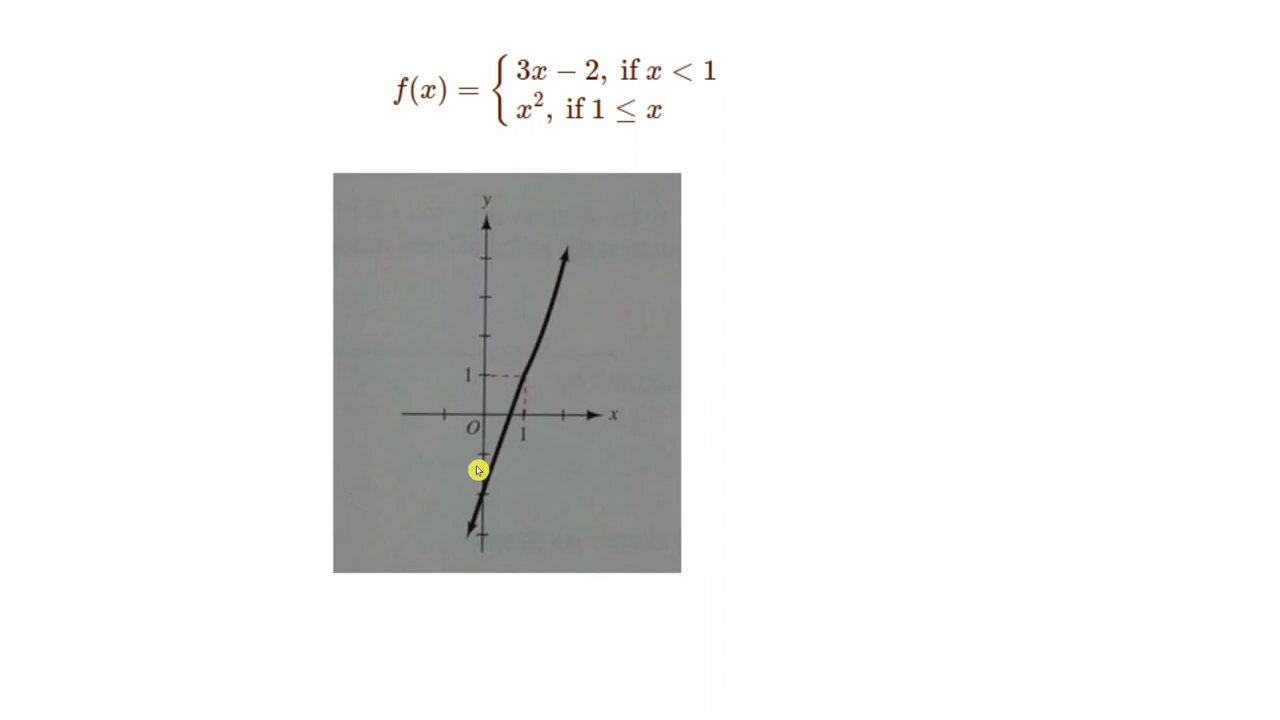 f(x) = { 3x − 2, if x < 1
x², if 1 ≤ x
y
1
O
1
x